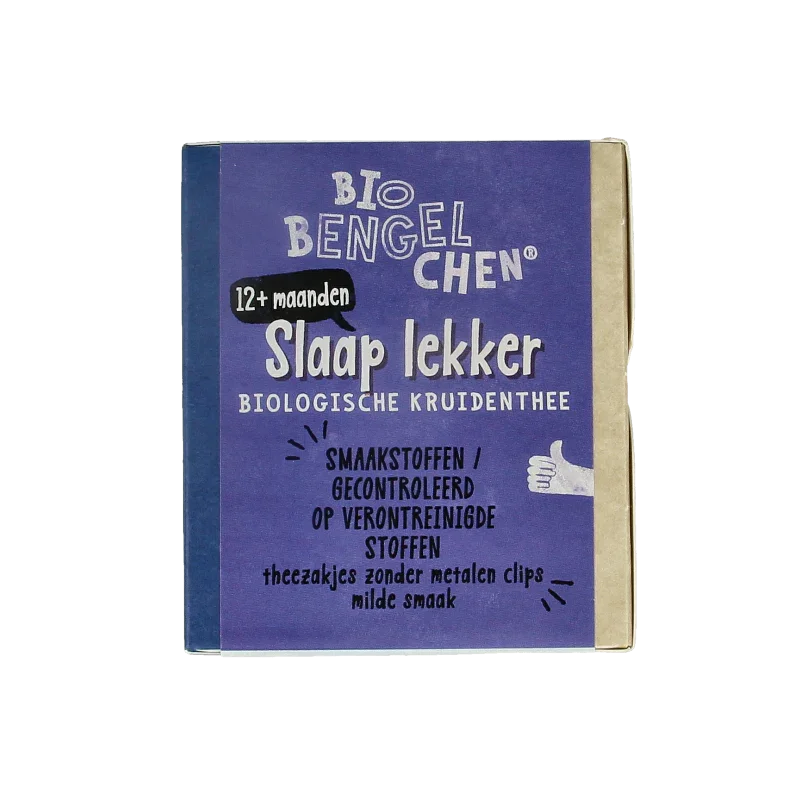 BIO
BENGEL
CHEN®
12+ maanden
Slaap lekker
BIOLOGISCHE KRUIDENTHEE
SMAAKSTOFFEN /
GECONTROLEERD
OP VERONTREINIGDE
STOFFEN
theezakjes zonder metalen clips
milde smaak